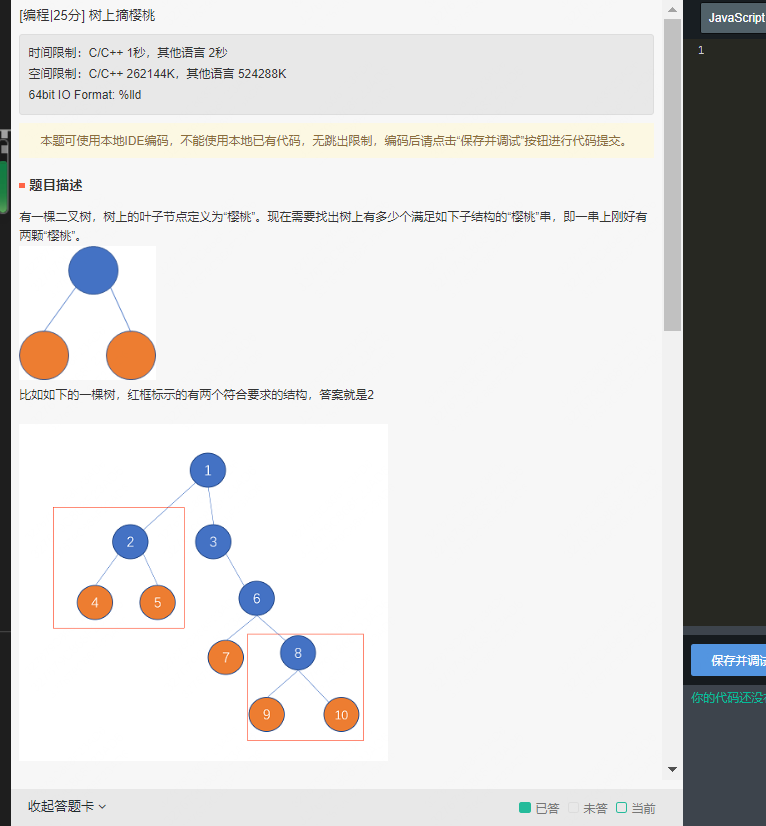 [编程|25分] 树上摘樱桃
JavaScript
时间限制：C/C++ 1秒，其他语言 2秒
空间限制：C/C++ 262144K，其他语言 524288K
64bit IO Format: %lld
1
本题可使用本地IDE编码，不能使用本地已有代码，无跳出限制，编码后请点击“保存并调试”按钮进行代码提交。
题目描述
有一棵二叉树，树上的叶子节点定义为“樱桃”。现在需要找出树上有多少个满足如下子结构的“樱桃”串，即一串上刚好有
两颗“樱桃”。
比如如下的一棵树，红框标示的有两个符合要求的结构，答案就是2
1
2
3
4
5
6
7
8
9
10
保存并调试
你的代码还没
收起答题卡
已答 未答 当前